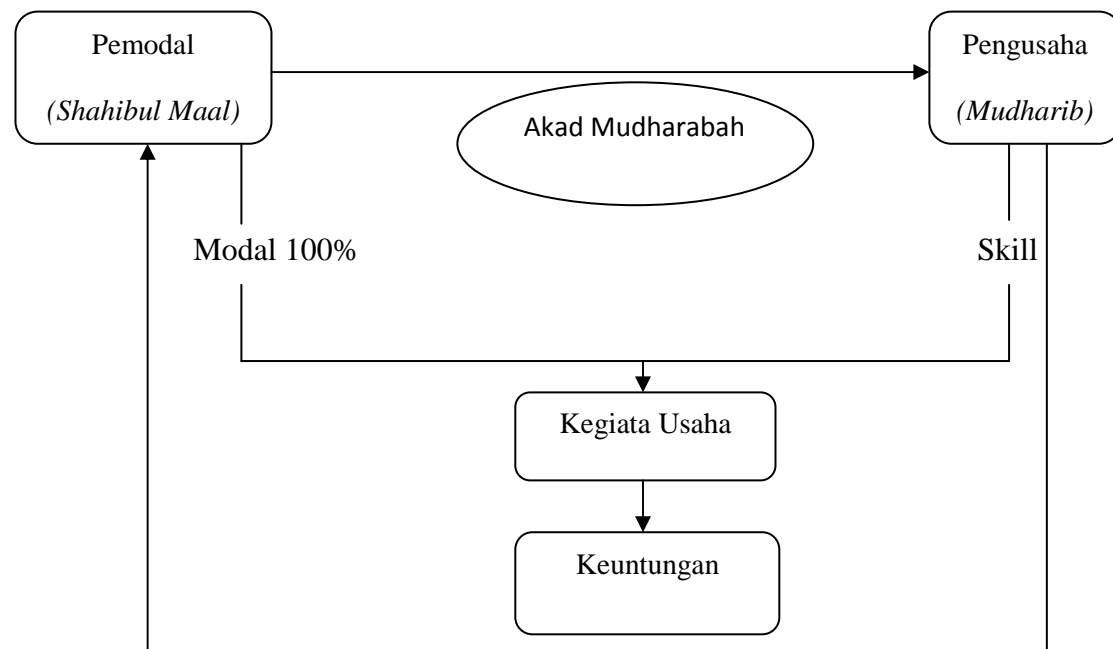 Pemodal
(Shahibul Maal)
Pengusaha
(Mudharib)
Akad Mudharabah
Modal 100%
Skill
Kegiata Usaha
Keuntungan